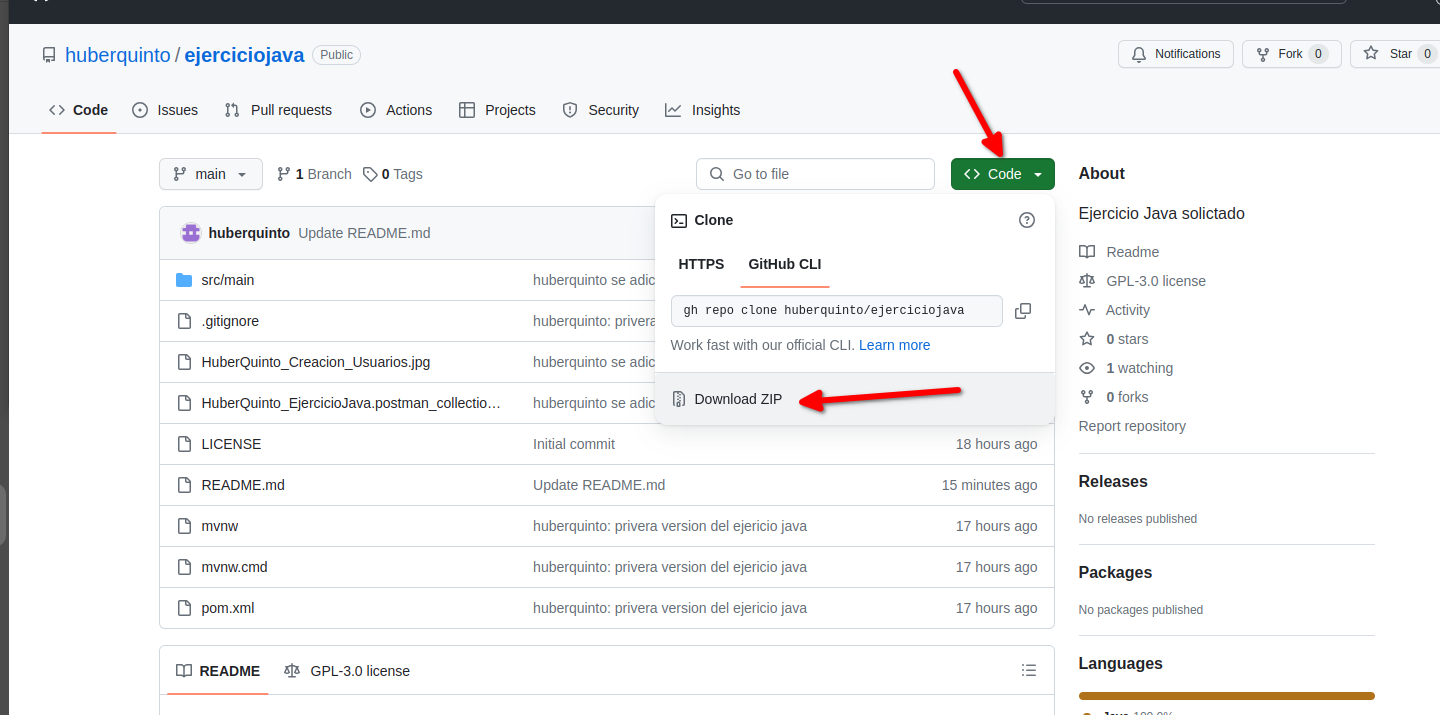 huberquinto / ejerciciojava Public
Notifications Fork 0 Star 0
Code Issues Pull requests Actions Projects Security Insights
main 1 Branch 0 Tags Go to file Code
Clone
HTTPS GitHub CLI
gh repo clone huberquinto/ejerciciojava
Work fast with our official CLI. Learn more
Download ZIP
huberquinto Update README.md
src/main huberquinto se adic
.gitignore huberquinto: privera
HuberQuinto_Creacion_Usuarios.jpg huberquinto se adic
HuberQuinto_EjercicioJava.postman_collectio… huberquinto se adic
LICENSE Initial commit 18 hours ago
README.md Update README.md 15 minutes ago
mvnw huberquinto: privera version del ejericio java 17 hours ago
mvnw.cmd huberquinto: privera version del ejericio java 17 hours ago
pom.xml huberquinto: privera version del ejericio java 17 hours ago
README GPL-3.0 license
About
Ejercicio Java solictado
Readme
GPL-3.0 license
Activity
0 stars
1 watching
0 forks
Report repository
Releases
No releases published
Packages
No packages published
Languages
Java 100.0%